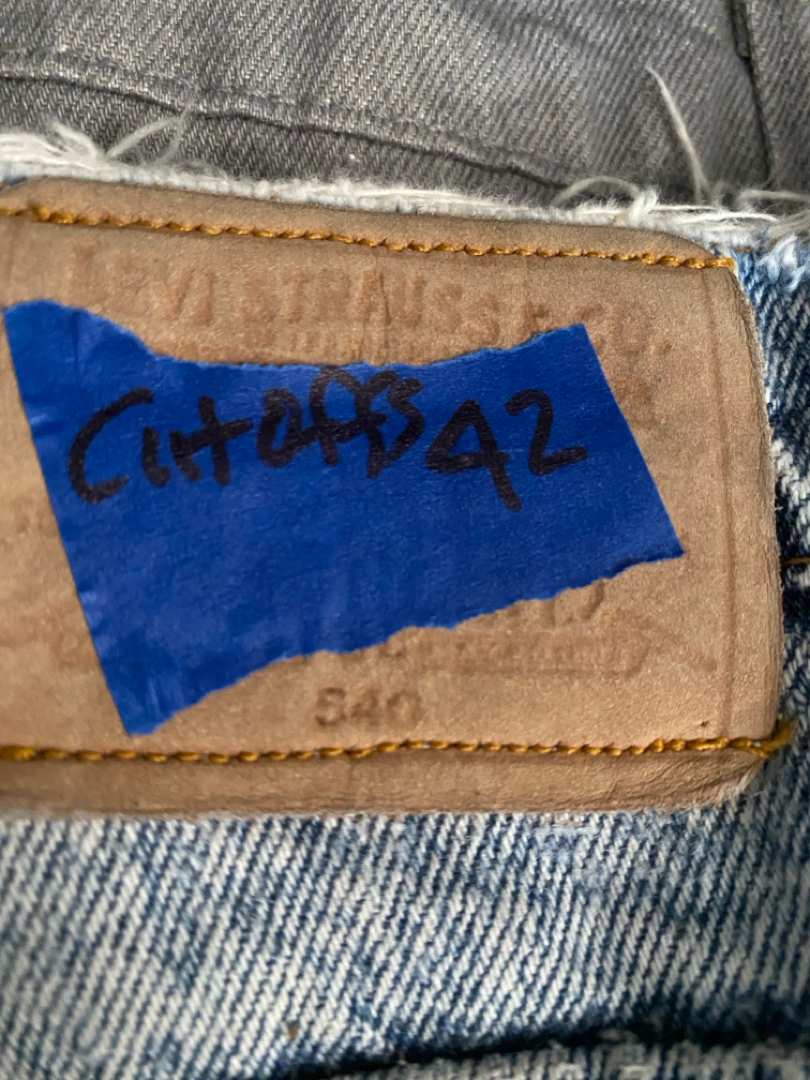 LEVI STRAUSS & CO.
Cutoffs 42
540